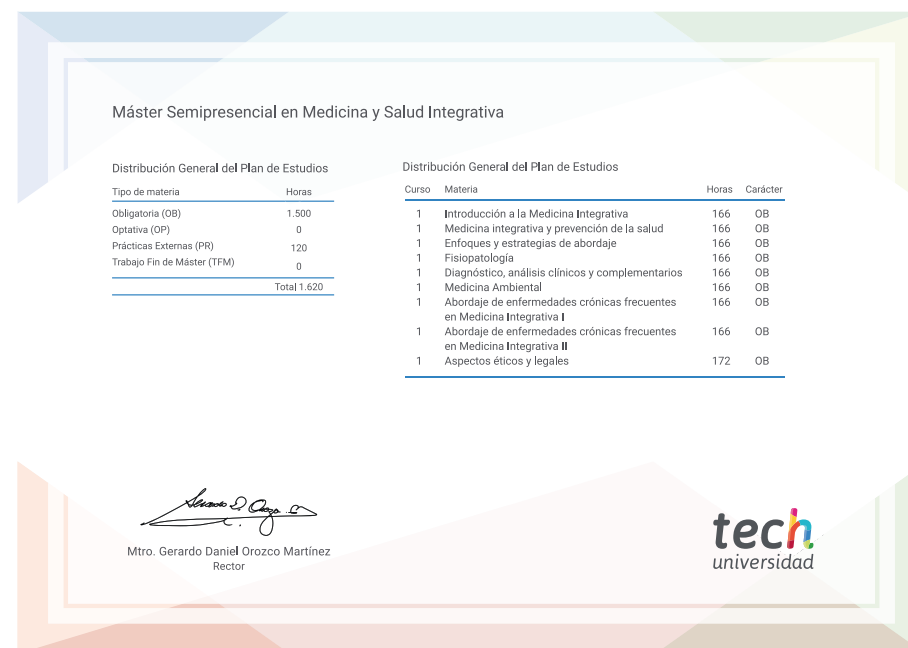 Máster Semipresencial en Medicina y Salud Integrativa
Distribución General del Plan de Estudios
Tipo de materia Horas
Obligatoria (OB) 1.500
Optativa (OP) 0
Prácticas Externas (PR) 120
Trabajo Fin de Máster (TFM) 0
Total 1.620
Distribución General del Plan de Estudios
Curso Materia Horas Carácter
1 Introducción a la Medicina Integrativa 166 OB
1 Medicina integrativa y prevención de la salud 166 OB
1 Enfoques y estrategias de abordaje 166 OB
1 Fisiopatología 166 OB
1 Diagnóstico, análisis clínicos y complementarios 166 OB
1 Medicina Ambiental 166 OB
1 Abordaje de enfermedades crónicas frecuentes 166 OB
en Medicina Integrativa I
1 Abordaje de enfermedades crónicas frecuentes 166 OB
en Medicina Integrativa II
1 Aspectos éticos y legales 172 OB
Mtro. Gerardo Daniel Orozco Martínez
Rector
tech
universidad